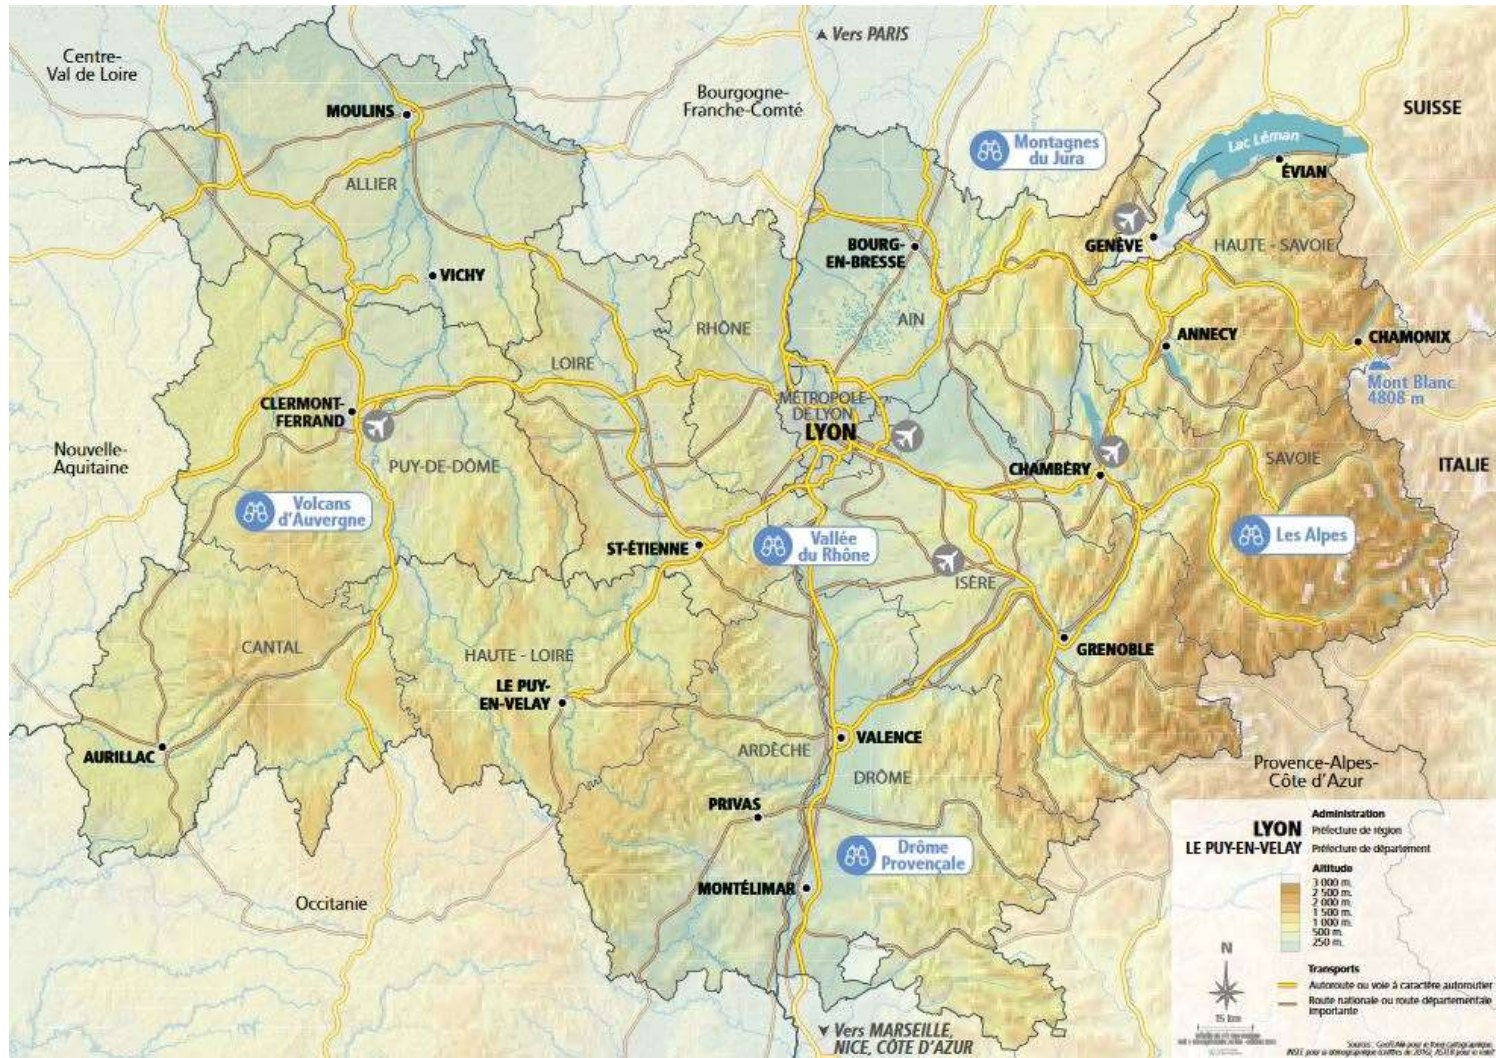 Vers PARIS
Centre-
Val de Loire
Bourgogne-
Franche-Comté
SUISSE
MOULINS
Montagnes
du Jura
Lac Léman
ÉVIAN
ALLIER
GENÈVE
HAUTE - SAVOIE
BOURG-
EN-BRESSE
VICHY
RHÔNE
AIN
ANNECY
CHAMONIX
LOIRE
Mont Blanc
4808 m
CLERMONT-
FERRAND
MÉTROPOLE
DE LYON
LYON
Nouvelle-
Aquitaine
PUY-DE-DÔME
CHAMBÉRY
SAVOIE
ITALIE
Volcans
d'Auvergne
Vallée
du Rhône
Les Alpes
ST-ÉTIENNE
ISÈRE
CANTAL
HAUTE - LOIRE
GRENOBLE
LE PUY-
EN-VELAY
AURILLAC
ARDÈCHE
VALENCE
DRÔME
Provence-Alpes-
Côte d'Azur
PRIVAS
Drôme
Provençale
MONTÉLIMAR
Occitanie
Administration
LYON Préfecture de région
LE PUY-EN-VELAY Préfecture de département
Altitude
3 000 m.
2 500 m.
2 000 m.
1 500 m.
1 000 m.
500 m.
250 m.
N
15 km
Transports
Autoroute ou voie à caractère autoroutier
Route nationale ou route départementale
importante
Vers MARSEILLE,
NICE, CÔTE D'AZUR